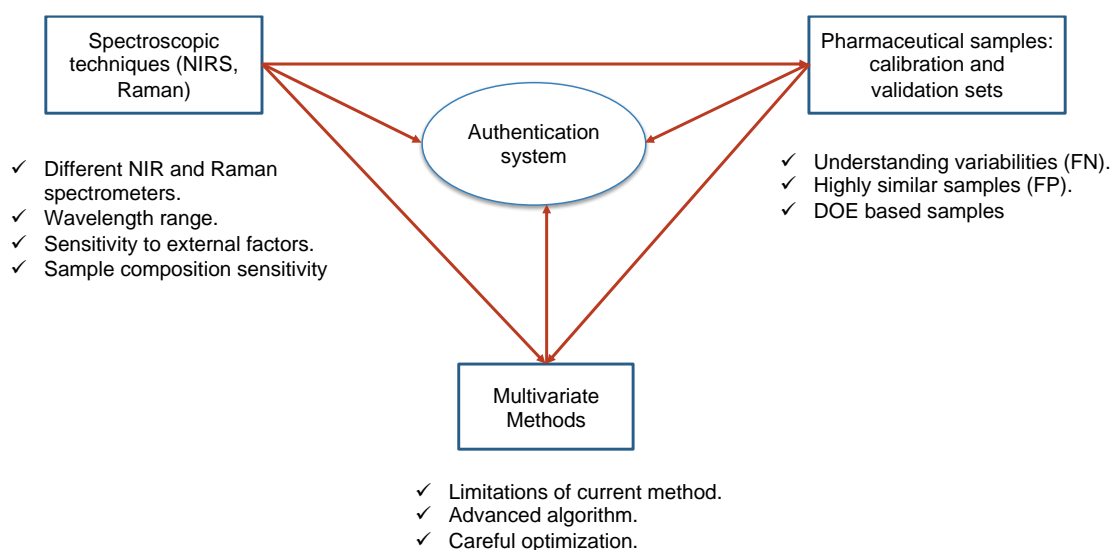 Spectroscopic
techniques (NIRS,
Raman)
Pharmaceutical samples:
calibration and
validation sets
Authentication
system
✓ Different NIR and Raman
spectrometers.
✓ Wavelength range.
✓ Sensitivity to external factors.
✓ Sample composition sensitivity
✓ Understanding variabilities (FN).
✓ Highly similar samples (FP).
✓ DOE based samples
Multivariate
Methods
✓ Limitations of current method.
✓ Advanced algorithm.
✓ Careful optimization.